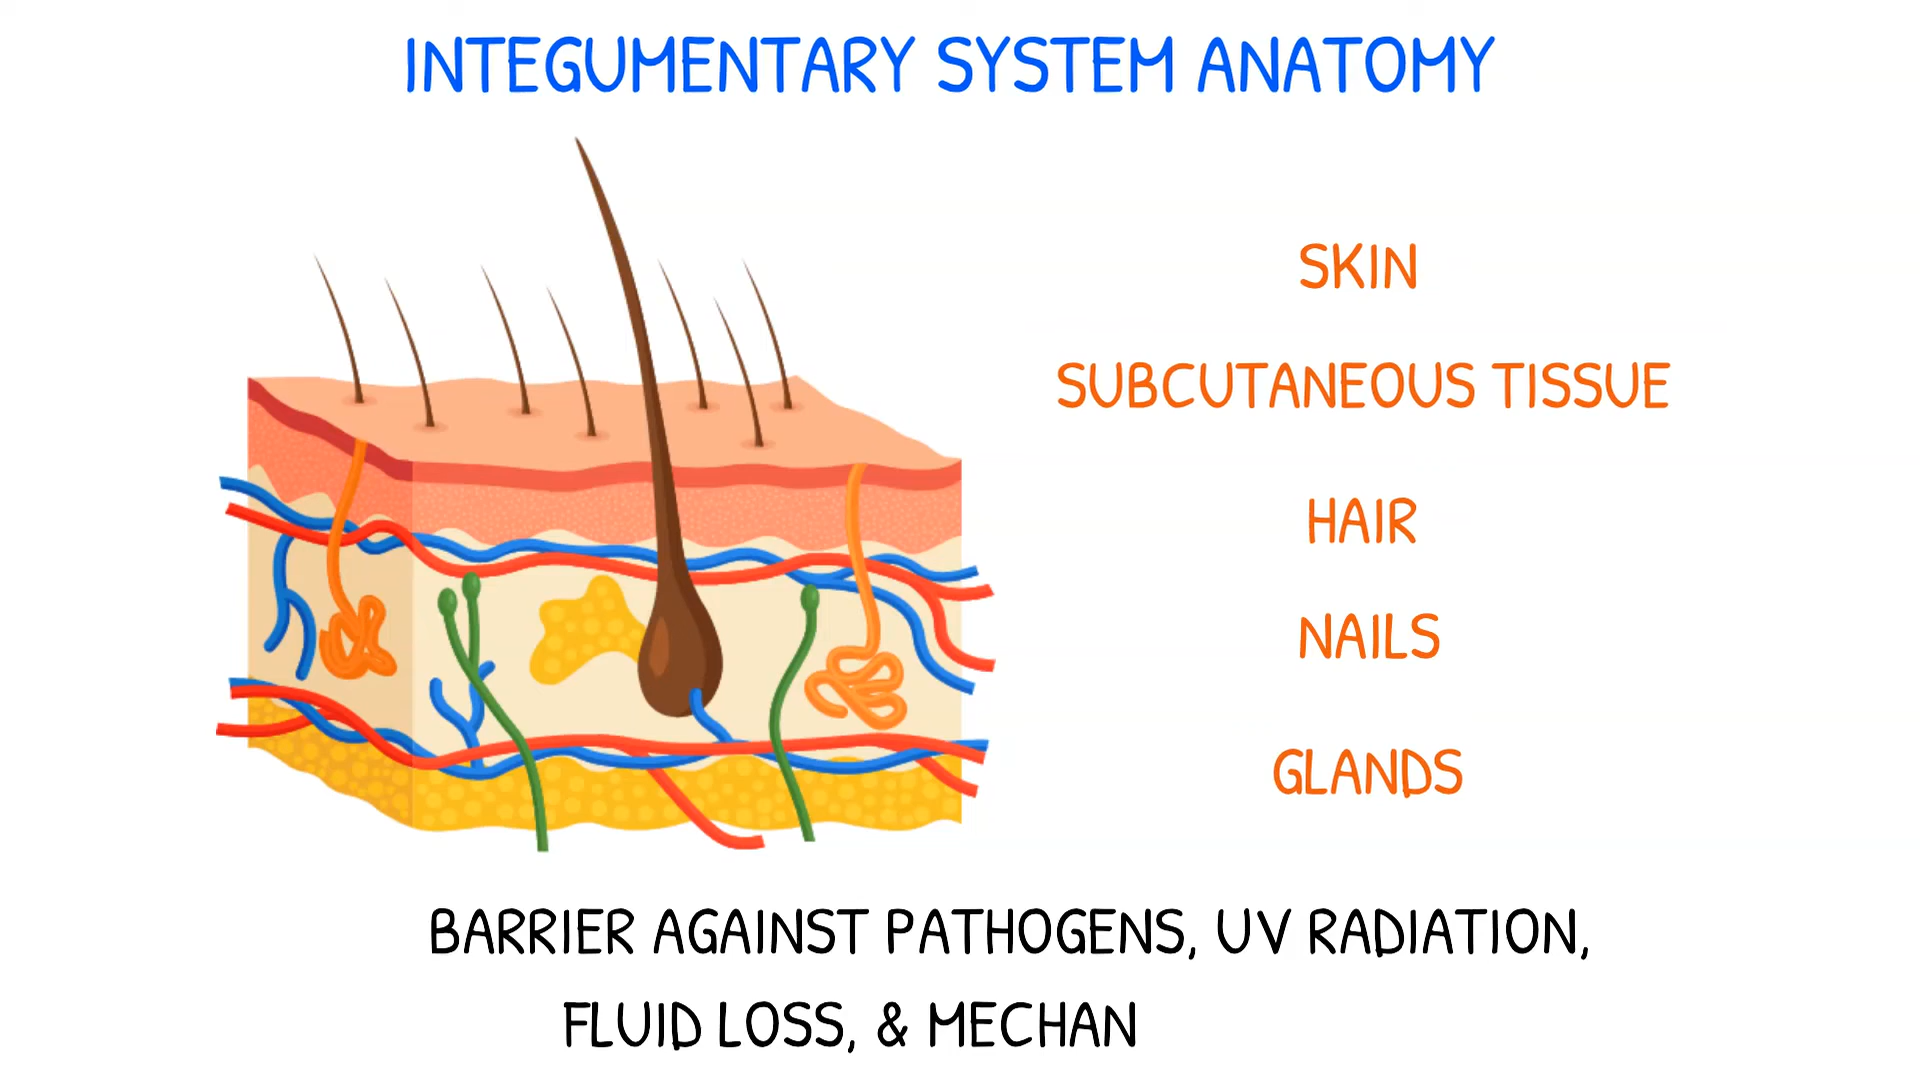 INTEGUMENTARY SYSTEM ANATOMY
SKIN
SUBCUTANEOUS TISSUE
HAIR
NAILS
GLANDS
BARRIER AGAINST PATHOGENS, UV RADIATION,
FLUID LOSS, & MECHAN